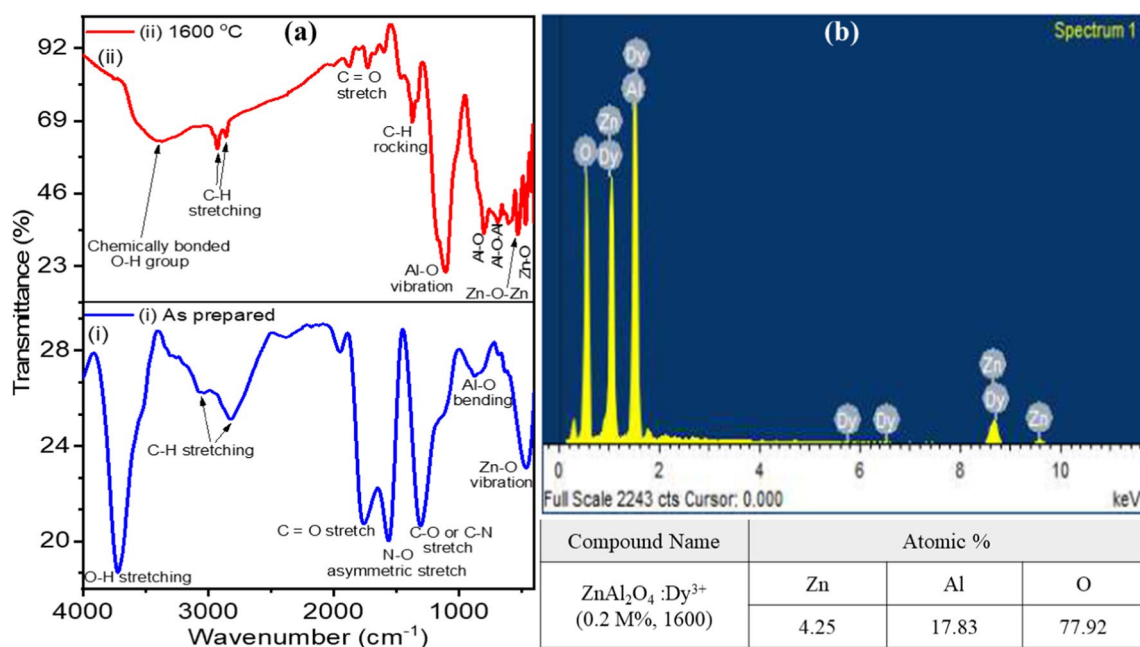 (a)
(ii) 1600 °C
(ii)
92
69
46
23
C = O
stretch
C-H
rocking
C-H
stretching
Chemically bonded
O-H group
Al-O
vibration
Al-O
Al-O-Al
Zn-O-Zn
Zn-O
(i)
(i) As prepared
28
24
20
Al-O
bending
C-H stretching
Zn-O
vibration
C = O stretch
N-O
asymmetric stretch
C-O or C-N
stretch
O-H stretching
4000
3000
2000
1000
Wavenumber (cm⁻¹)
Transmittance (%)
(b)
Spectrum 1
Dy
Al
Zn
O
Dy
Zn
Dy
Dy
Dy
Zn
0 2 4 6 8 10
Full Scale 2243 cts Cursor: 0.000
keV
Compound Name Atomic %
ZnAl₂O₄ :Dy³⁺
(0.2 M%, 1600)
Zn Al O
4.25 17.83 77.92